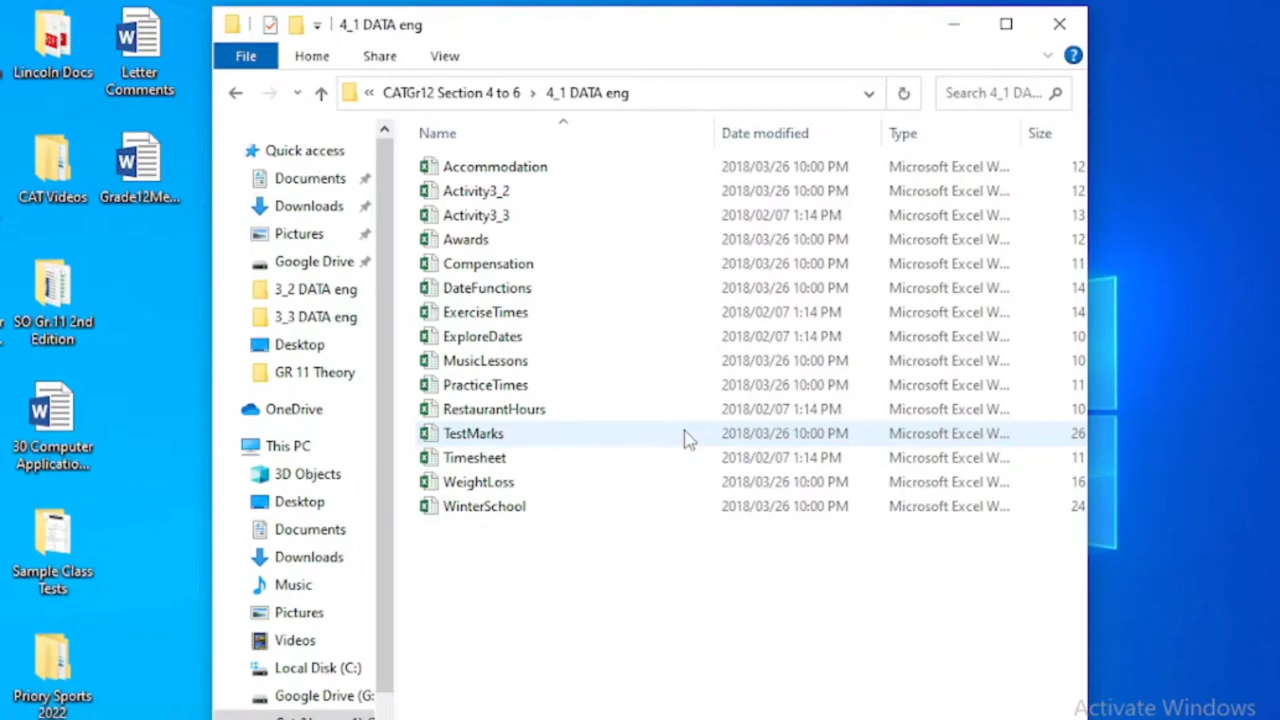 Lincoln Docs
Letter
Comments
CAT Videos
Grade12Me...
SO Gr.11 2nd
Edition
30 Computer
Applicatio...
Sample Class
Tests
Priory Sports
2022
4_1 DATA eng
File Home Share View
« CATGr12 Section 4 to 6 > 4_1 DATA eng
Search 4_1 DA...
Quick access
Documents
Downloads
Pictures
Google Drive
3_2 DATA eng
3_3 DATA eng
Desktop
GR 11 Theory
OneDrive
This PC
3D Objects
Desktop
Documents
Downloads
Music
Pictures
Videos
Local Disk (C:)
Google Drive (G:
Name Date modified Type Size
Accommodation 2018/03/26 10:00 PM Microsoft Excel W... 12
Activity3_2 2018/03/26 10:00 PM Microsoft Excel W... 12
Activity3_3 2018/02/07 1:14 PM Microsoft Excel W... 13
Awards 2018/03/26 10:00 PM Microsoft Excel W... 12
Compensation 2018/03/26 10:00 PM Microsoft Excel W... 11
DateFunctions 2018/03/26 10:00 PM Microsoft Excel W... 14
ExerciseTimes 2018/02/07 1:14 PM Microsoft Excel W... 14
ExploreDates 2018/03/26 10:00 PM Microsoft Excel W... 10
MusicLessons 2018/03/26 10:00 PM Microsoft Excel W... 10
PracticeTimes 2018/03/26 10:00 PM Microsoft Excel W... 11
RestaurantHours 2018/02/07 1:14 PM Microsoft Excel W... 10
TestMarks 2018/03/26 10:00 PM Microsoft Excel W... 26
Timesheet 2018/02/07 1:14 PM Microsoft Excel W... 11
WeightLoss 2018/03/26 10:00 PM Microsoft Excel W... 16
WinterSchool 2018/03/26 10:00 PM Microsoft Excel W... 24
Activate Windows